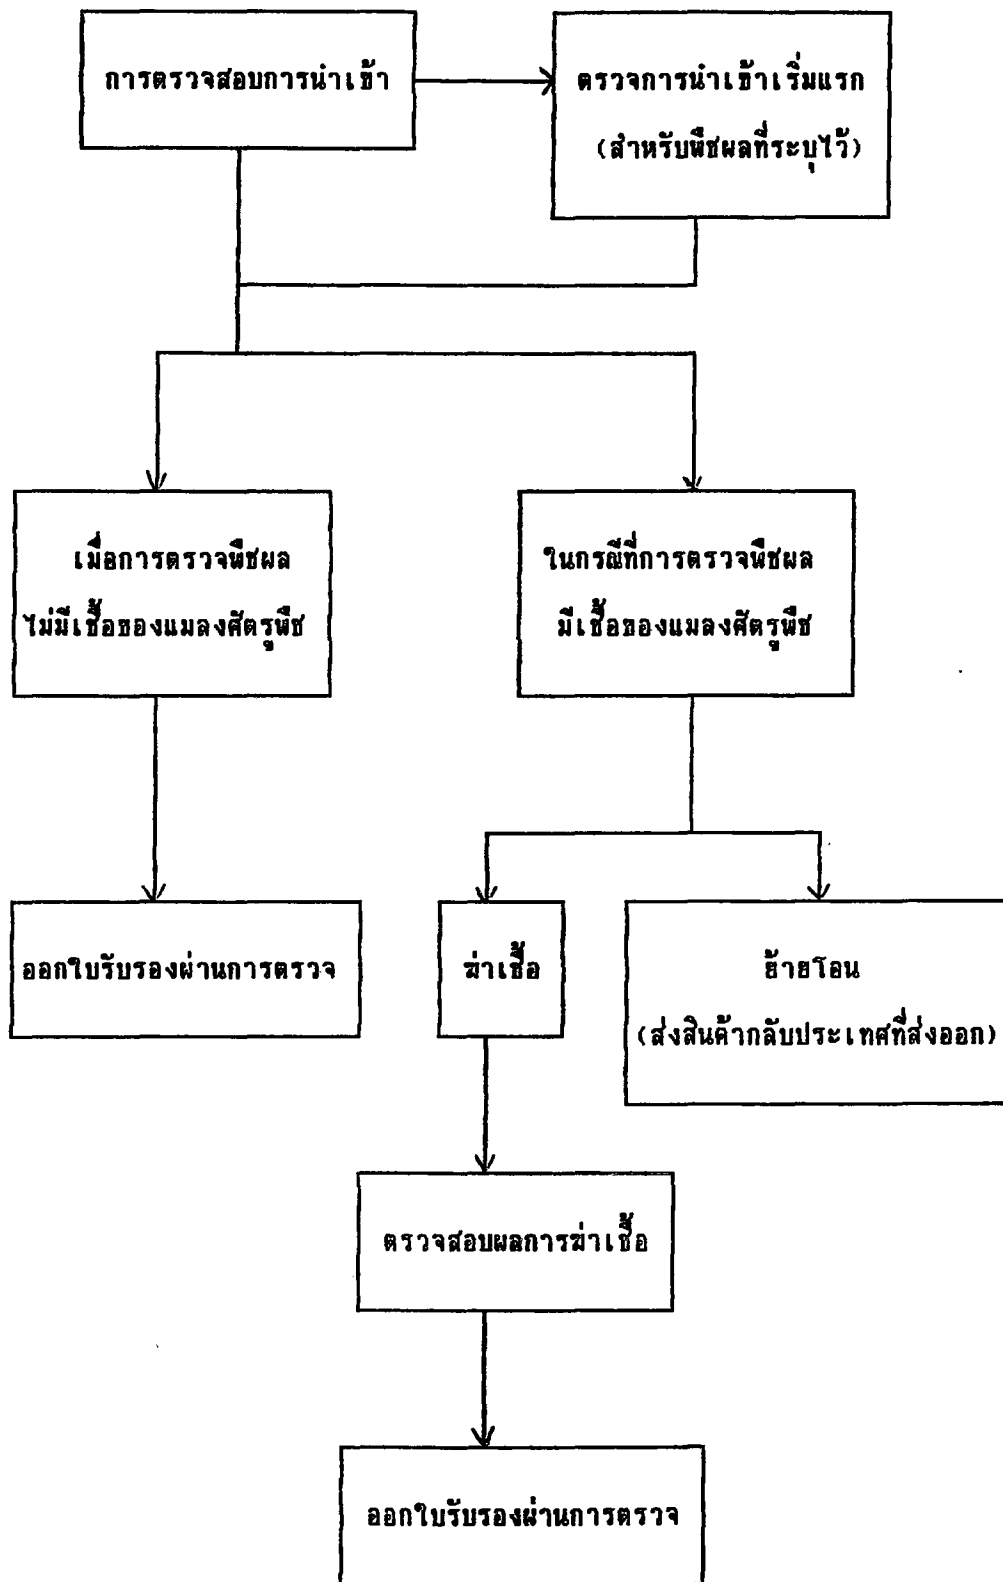 การตรวจสอบการนำเข้า
ตรวจการนำเข้าเริ่มแรก
(สำหรับพืชผลที่ระบุไว้)
เมื่อการตรวจพืชผล
ไม่มีเชื้อของแมลงศัตรูพืช
ในกรณีที่การตรวจพืชผล
มีเชื้อของแมลงศัตรูพืช
ออกใบรับรองผ่านการตรวจ
ฆ่าเชื้อ
ย้ายโอน
(ส่งสินค้ากลับประเทศที่ส่งออก)
ตรวจสอบผลการฆ่าเชื้อ
ออกใบรับรองผ่านการตรวจ